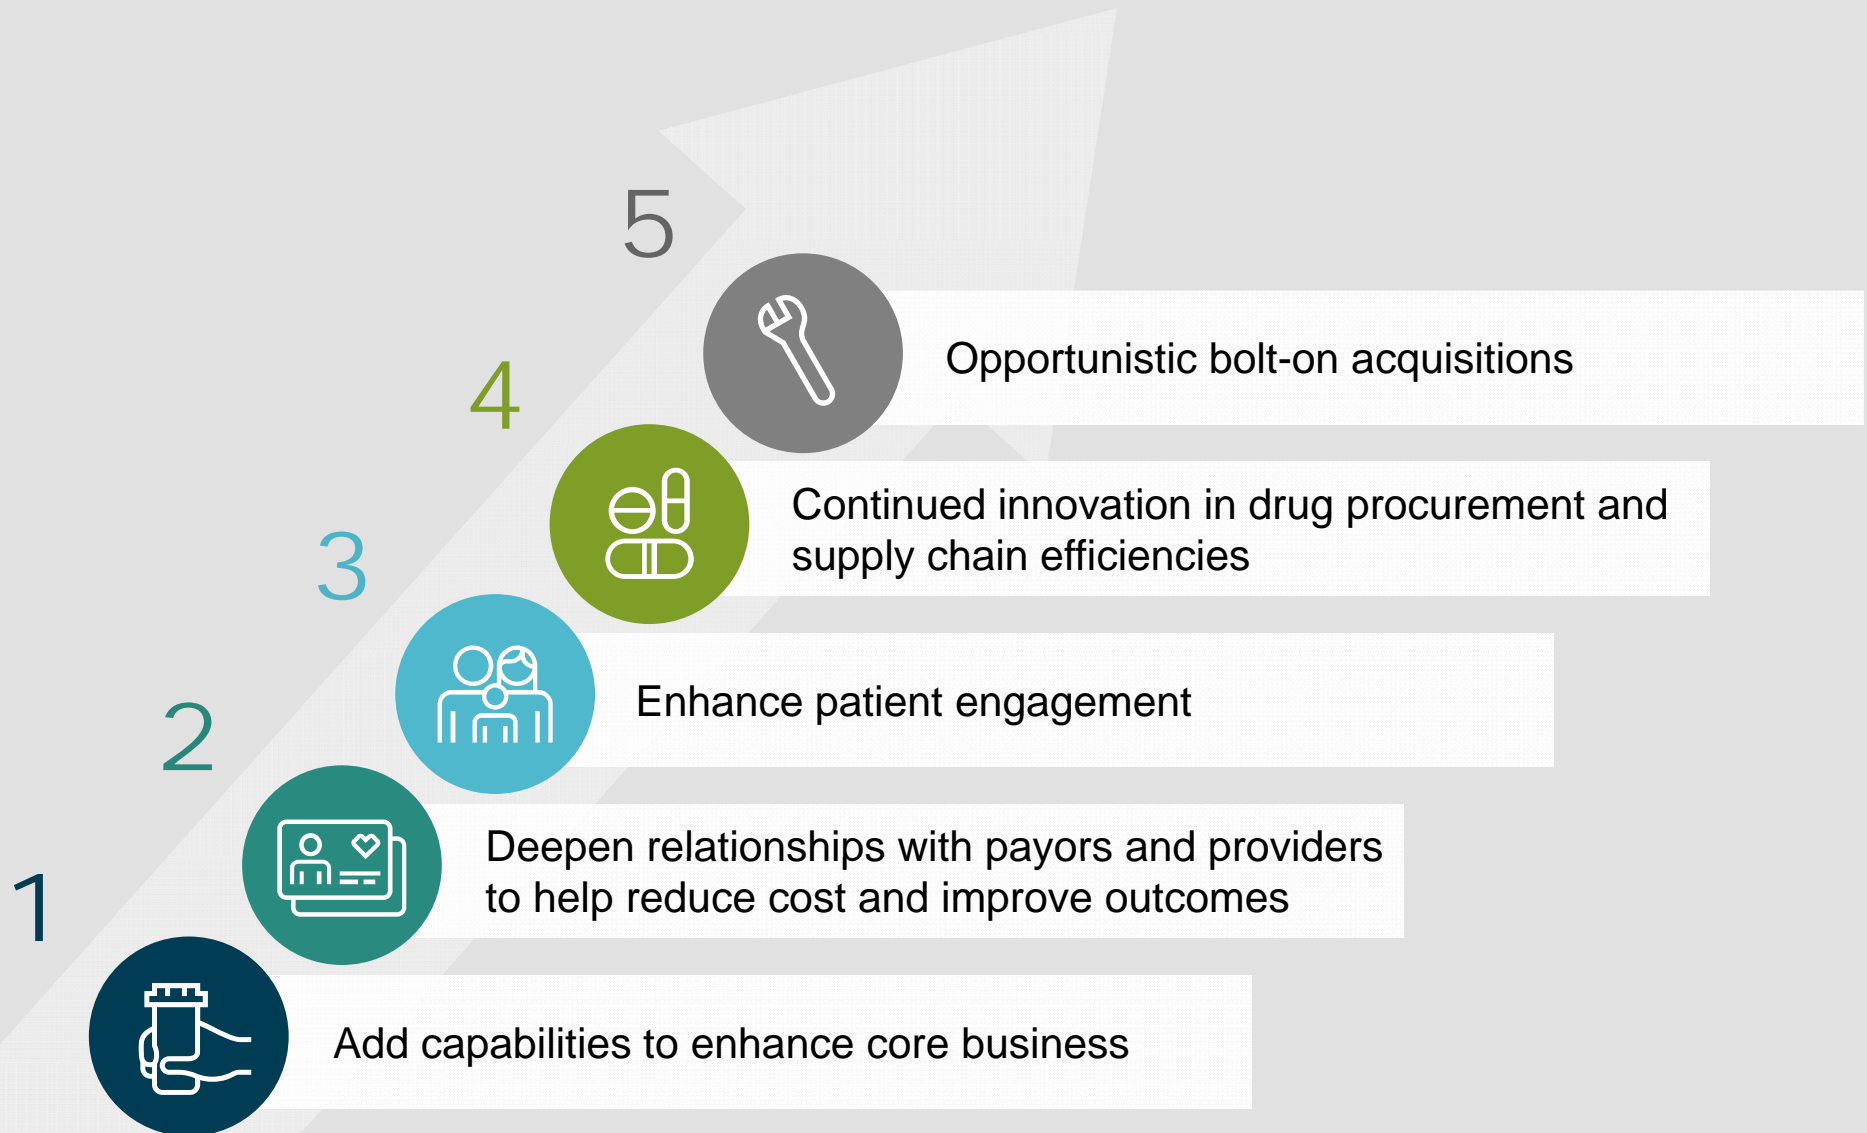 5
Opportunistic bolt-on acquisitions
4
Continued innovation in drug procurement and
supply chain efficiencies
3
Enhance patient engagement
2
Deepen relationships with payors and providers
to help reduce cost and improve outcomes
1
Add capabilities to enhance core business